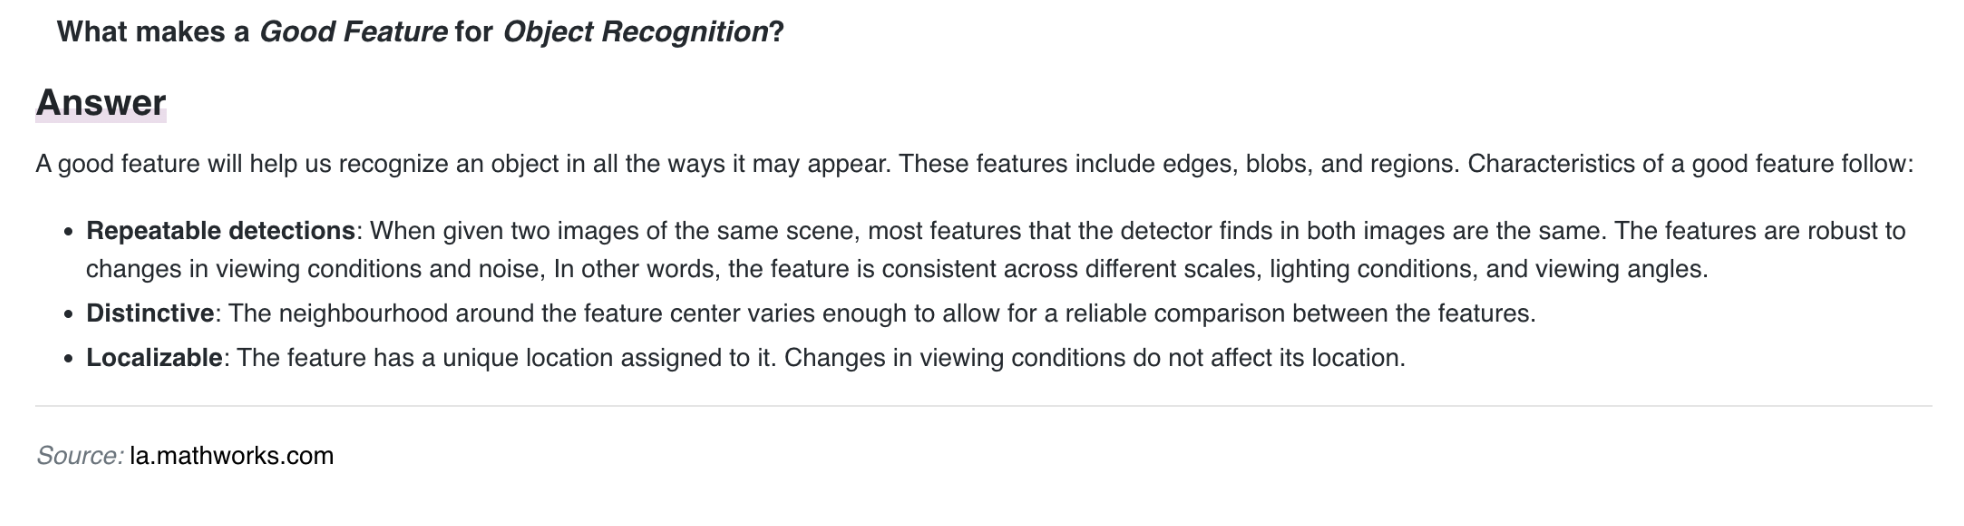 What makes a Good Feature for Object Recognition?
Answer
A good feature will help us recognize an object in all the ways it may appear. These features include edges, blobs, and regions. Characteristics of a good feature follow:
• Repeatable detections: When given two images of the same scene, most features that the detector finds in both images are the same. The features are robust to
changes in viewing conditions and noise, In other words, the feature is consistent across different scales, lighting conditions, and viewing angles.
• Distinctive: The neighbourhood around the feature center varies enough to allow for a reliable comparison between the features.
• Localizable: The feature has a unique location assigned to it. Changes in viewing conditions do not affect its location.
Source: la.mathworks.com